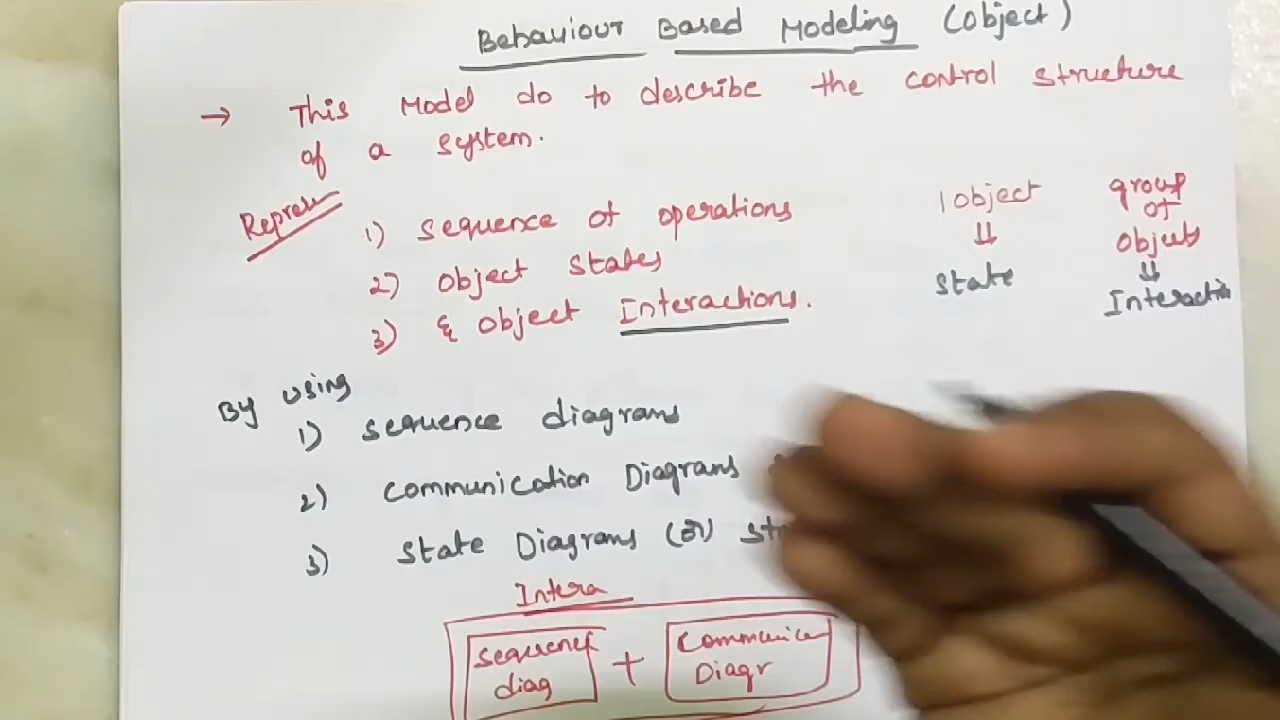 Behaviour Based Modeling (Object)
→ This Model do to describe the control structure
of a system.
Represen
1) sequence of operations
2) Object States
3) & Object Interactions.
1 object
⇓
state
group
of
Objects
⇓
Interactin
By using
1) sequence diagrams
2) Communication Diagrams
3) State Diagrams (or)
Intera
sequence
diag
+
Communica
Diagr